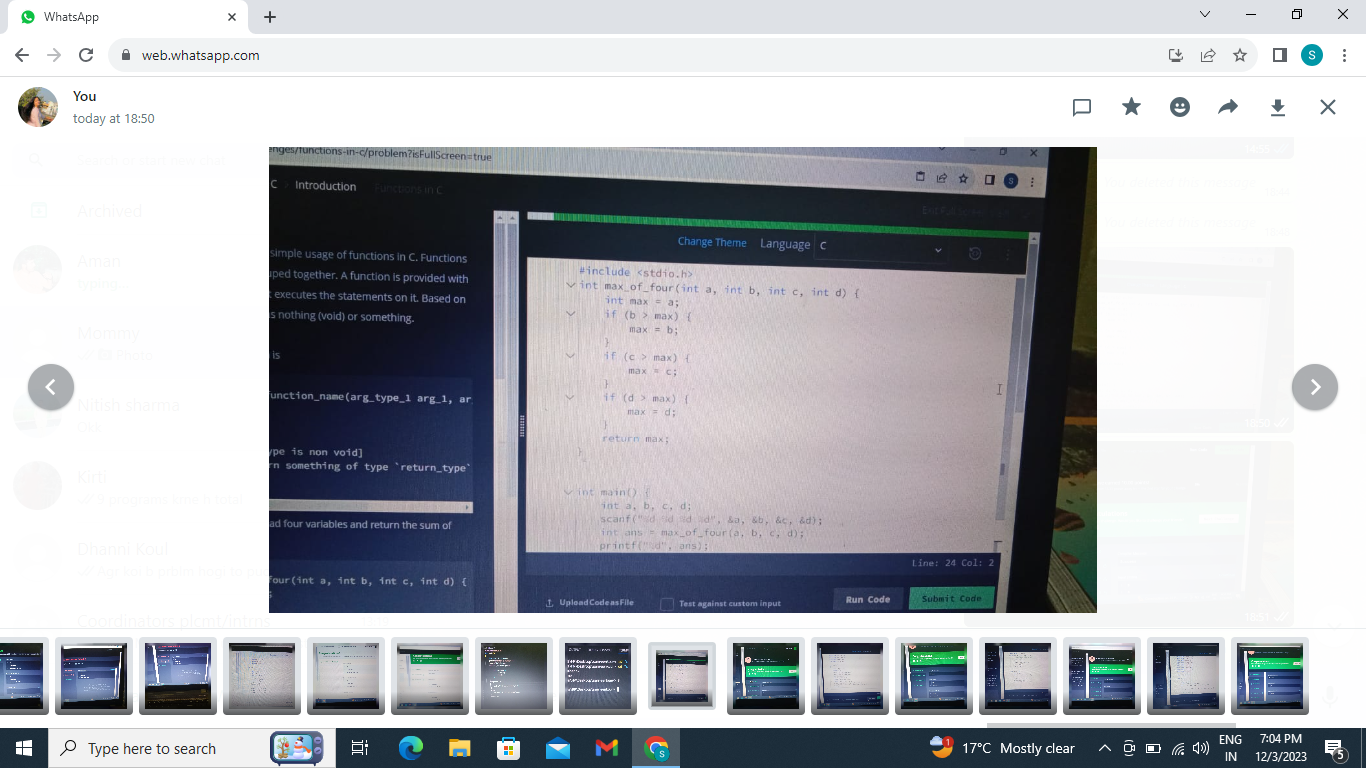 WhatsApp
web.whatsapp.com
S
You
today at 18:50
Archived
Aman
typing...
Mommy
Photo
Nitish sharma
Kirti
Dnanni Koul
Coordinators plcmt/intms
enges/functions-in-c/problem?isFullScreen=true
S
C > Introduction Functions in C
simple usage of functions in C. Functions
uped together. A function is provided with
t executes the statements on it. Based on
as nothing (void) or something.
is
function_name(arg_type_1 arg_1, ar
ype is non void]
rn something of type `return_type`
ad four variables and return the sum of
four(int a, int b, int c, int d) {
;
Change Theme Language C
#include <stdio.h>
int max_of_four(int a, int b, int c, int d) {
int max = a;
if (b > max) {
max = b;
}
if (c > max) {
max = c;
}
if (d > max) {
max = d;
}
return max;
}
int main() {
int a, b, c, d;
scanf("%d %d %d %d", &a, &b, &c, &d);
int ans = max_of_four(a, b, c, d);
printf("%d", ans);
Line: 24 Col: 2
Upload Code as File
Test against custom input
Run Code
Submit Code
Type here to search
1
17°C Mostly clear
ENG
IN
7:04 PM
12/3/2023
5